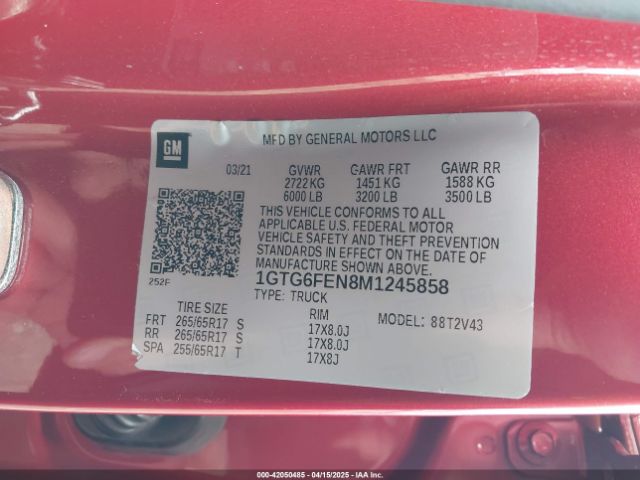 GM
MFD BY GENERAL MOTORS LLC
03/21 GVWR GAWR FRT GAWR RR
2722 KG 1451 KG 1588 KG
6000 LB 3200 LB 3500 LB
THIS VEHICLE CONFORMS TO ALL
APPLICABLE U.S. FEDERAL MOTOR
VEHICLE SAFETY AND THEFT PREVENTION
STANDARDS IN EFFECT ON THE DATE OF
MANUFACTURE SHOWN ABOVE.
252F
1GTG6FEN8M1245858
TYPE: TRUCK
TIRE SIZE RIM MODEL: 88T2V43
FRT 265/65R17 S 17X8.0J
RR 265/65R17 S 17X8.0J
SPA 255/65R17 T 17X8J
000-42050485 - 04/15/2025 - IAAI.COM